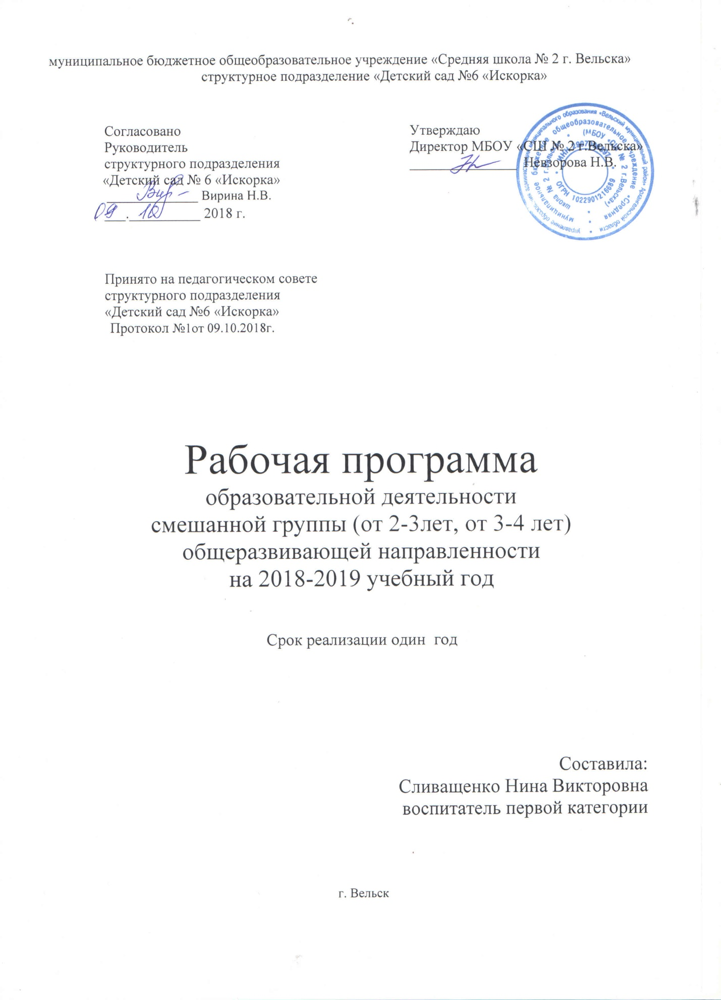 муниципальное бюджетное общеобразовательное учреждение «Средняя школа № 2 г. Вельска»
структурное подразделение «Детский сад №6 «Искорка»
Согласовано
Руководитель
структурного подразделения
«Детский сад № 6 «Искорка»
_____________ Вирина Н.В.
09 . 10 2018 г.
Утверждаю
Директор МБОУ «СШ № 2 г.Вельска»
_______________ Невзорова Н.В.
управление образования администрации муниципального образования «Вельский муниципальный район» Архангельской области
муниципальное бюджетное общеобразовательное учреждение «Средняя
школа № 2 г.Вельска» (МБОУ «СШ № 2 г.Вельска»)
ИНН
ОГРН 1022901216689
Принято на педагогическом совете
структурного подразделения
«Детский сад №6 «Искорка»
Протокол №1от 09.10.2018г.
Рабочая программа
образовательной деятельности
смешанной группы (от 2-3лет, от 3-4 лет)
общеразвивающей направленности
на 2018-2019 учебный год
Срок реализации один год
Составила:
Сливащенко Нина Викторовна
воспитатель первой категории
г. Вельск